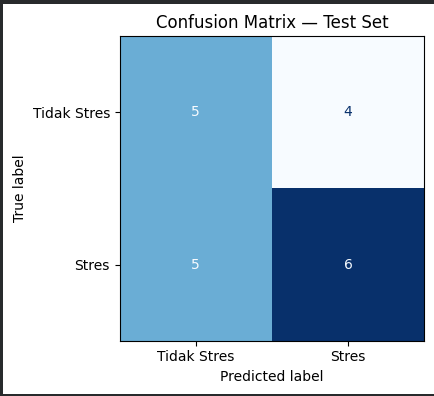 Confusion Matrix — Test Set
True label
Tidak Stres
5
4
Stres
5
6
Tidak Stres
Stres
Predicted label